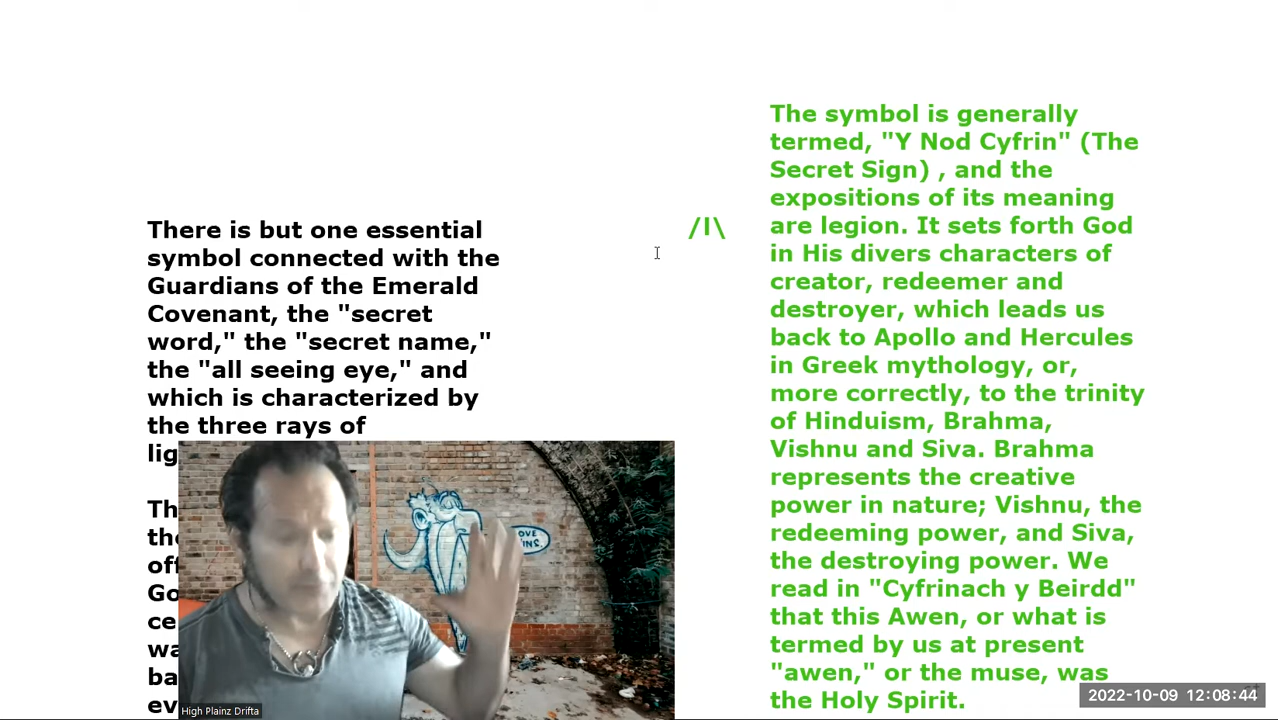 There is but one essential
symbol connected with the
Guardians of the Emerald
Covenant, the "secret
word," the "secret name,"
the "all seeing eye," and
which is characterized by
the three rays of
/I\
The symbol is generally
termed, "Y Nod Cyfrin" (The
Secret Sign) , and the
expositions of its meaning
are legion. It sets forth God
in His divers characters of
creator, redeemer and
destroyer, which leads us
back to Apollo and Hercules
in Greek mythology, or,
more correctly, to the trinity
of Hinduism, Brahma,
Vishnu and Siva. Brahma
represents the creative
power in nature; Vishnu, the
redeeming power, and Siva,
the destroying power. We
read in "Cyfrinach y Beirdd"
that this Awen, or what is
termed by us at present
"awen," or the muse, was
the Holy Spirit.
High Plainz Drifta
2022-10-09 12:08:44